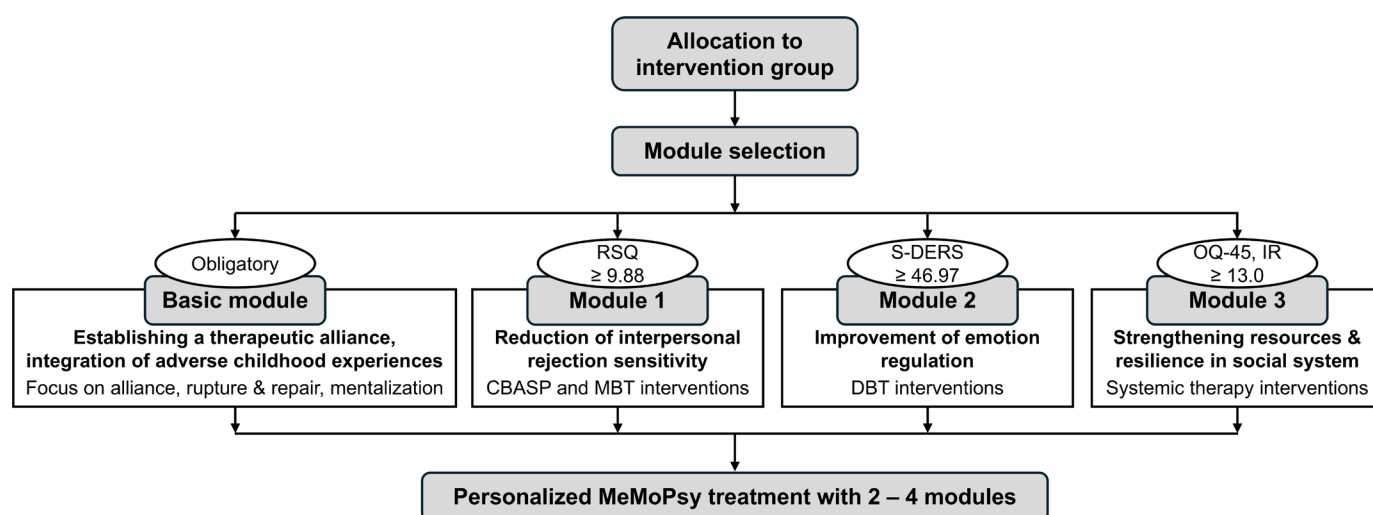 Allocation to
intervention group
Module selection
Obligatory
Basic module
Establishing a therapeutic alliance,
integration of adverse childhood experiences
Focus on alliance, rupture & repair, mentalization
RSQ
≥ 9.88
Module 1
Reduction of interpersonal
rejection sensitivity
CBASP and MBT interventions
S-DERS
≥ 46.97
Module 2
Improvement of emotion
regulation
DBT interventions
OQ-45, IR
≥ 13.0
Module 3
Strengthening resources &
resilience in social system
Systemic therapy interventions
Personalized MeMoPsy treatment with 2 – 4 modules